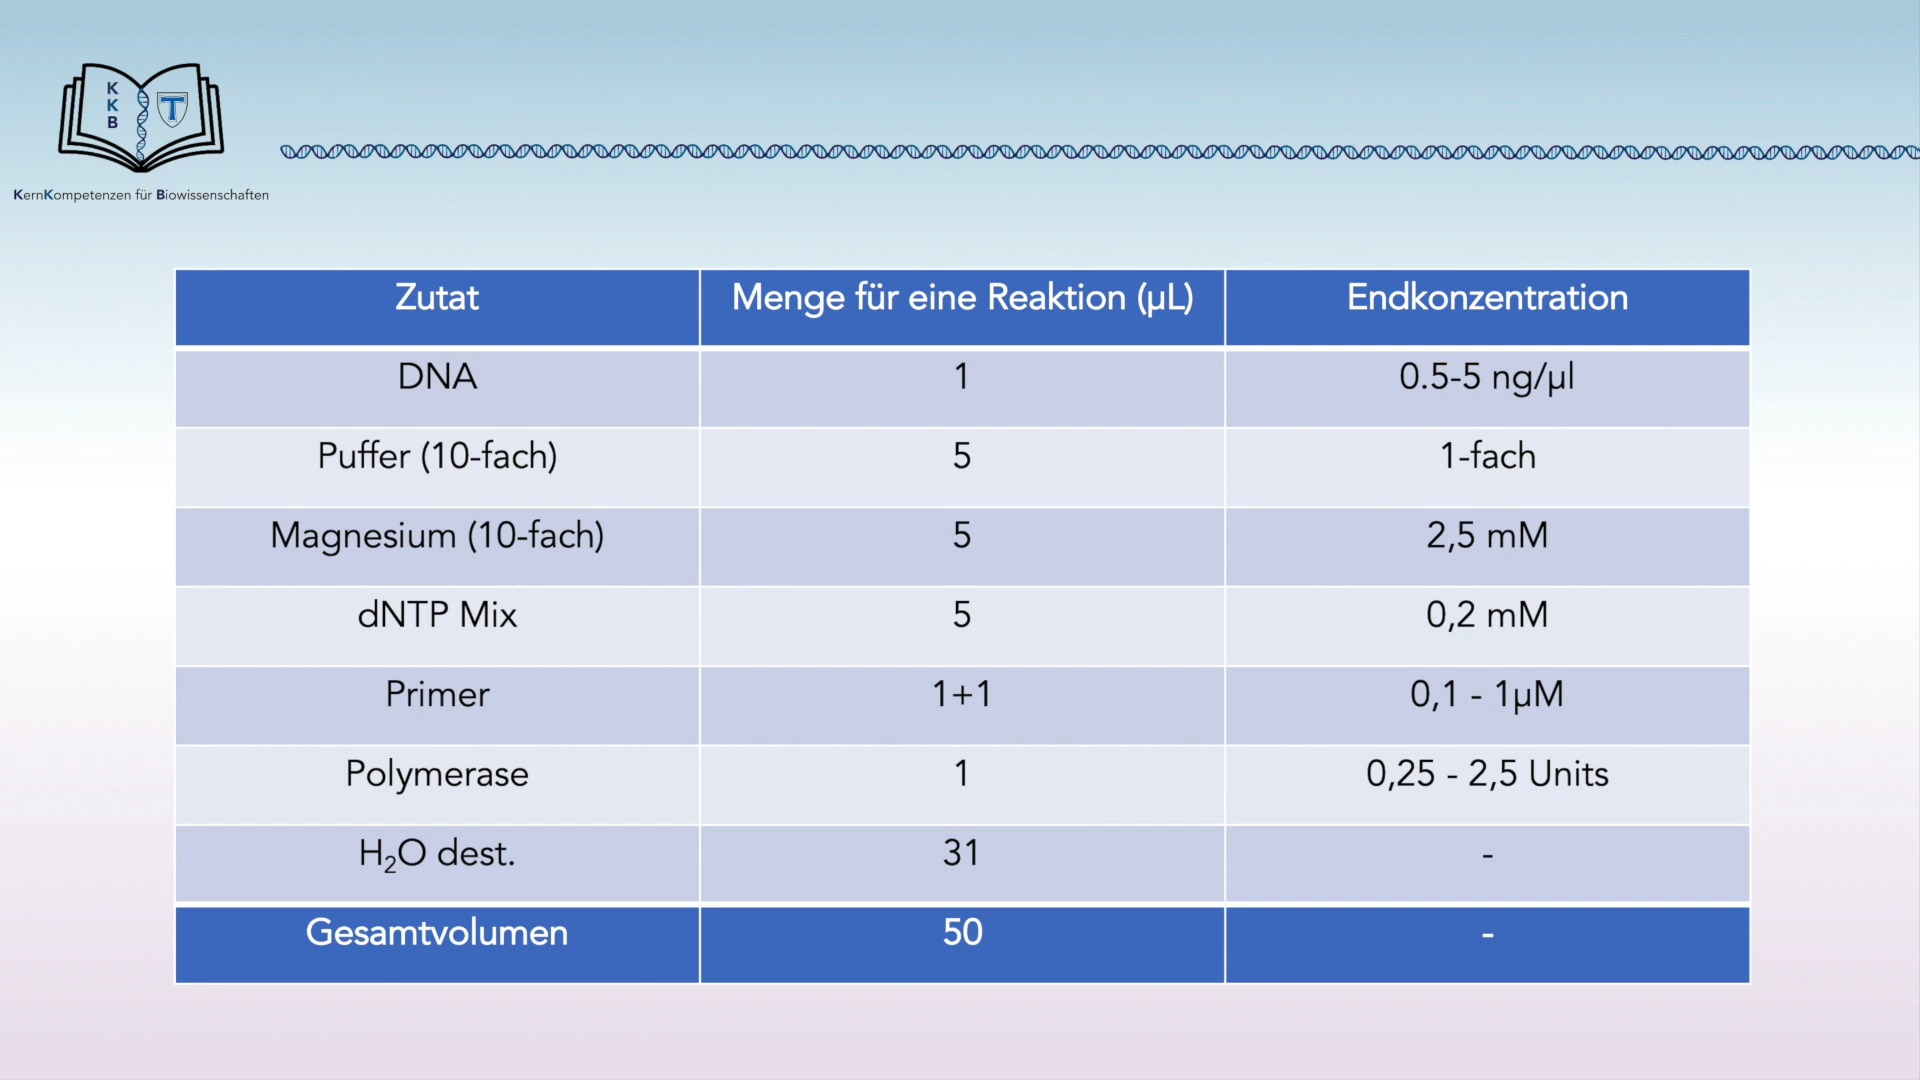 K
K
B
T
KernKompetenzen für Biowissenschaften
Zutat Menge für eine Reaktion (µL) Endkonzentration
DNA 1 0.5-5 ng/µl
Puffer (10-fach) 5 1-fach
Magnesium (10-fach) 5 2,5 mM
dNTP Mix 5 0,2 mM
Primer 1+1 0,1 - 1µM
Polymerase 1 0,25 - 2,5 Units
H₂O dest. 31 -
Gesamtvolumen 50 -